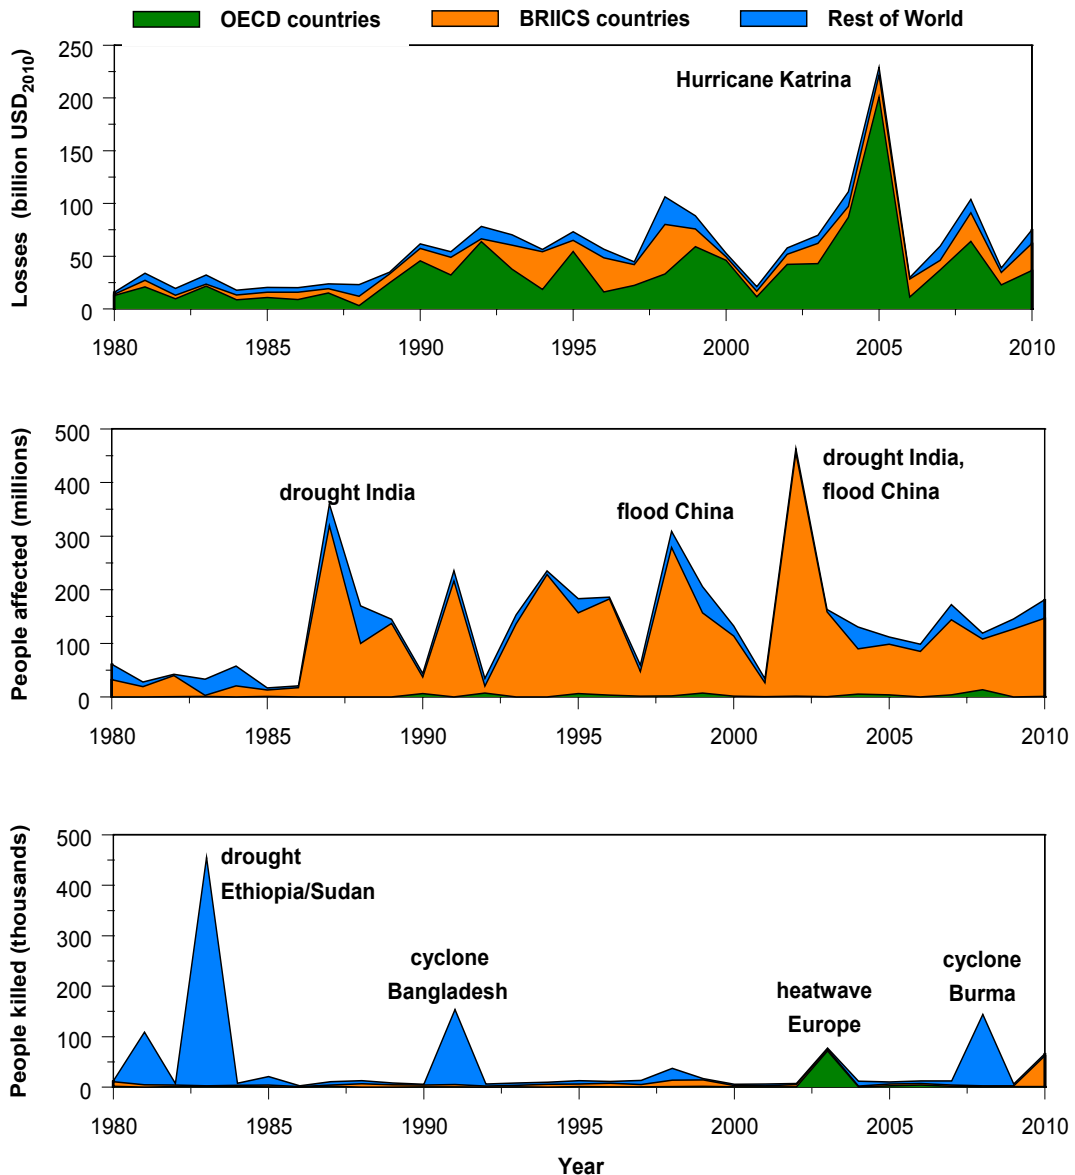 OECD countries BRIICS countries Rest of World
Losses (billion USD2010)
250
200
150
100
50
0
Hurricane Katrina
1980 1985 1990 1995 2000 2005 2010
People affected (millions)
500
400
300
200
100
0
drought India
flood China
drought India,
flood China
1980 1985 1990 1995 2000 2005 2010
People killed (thousands)
500
400
300
200
100
0
drought
Ethiopia/Sudan
cyclone
Bangladesh
heatwave
Europe
cyclone
Burma
1980 1985 1990 1995 2000 2005 2010
Year